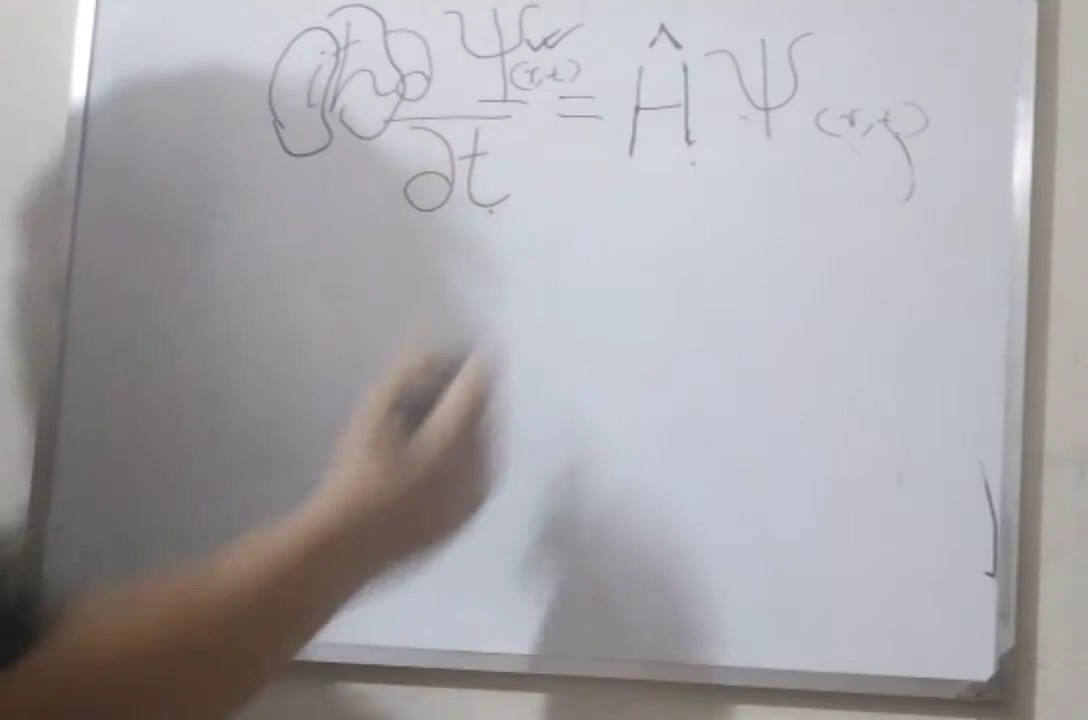 iℏ ∂Ψ(r,t) / ∂t = Ĥ Ψ(r,t)